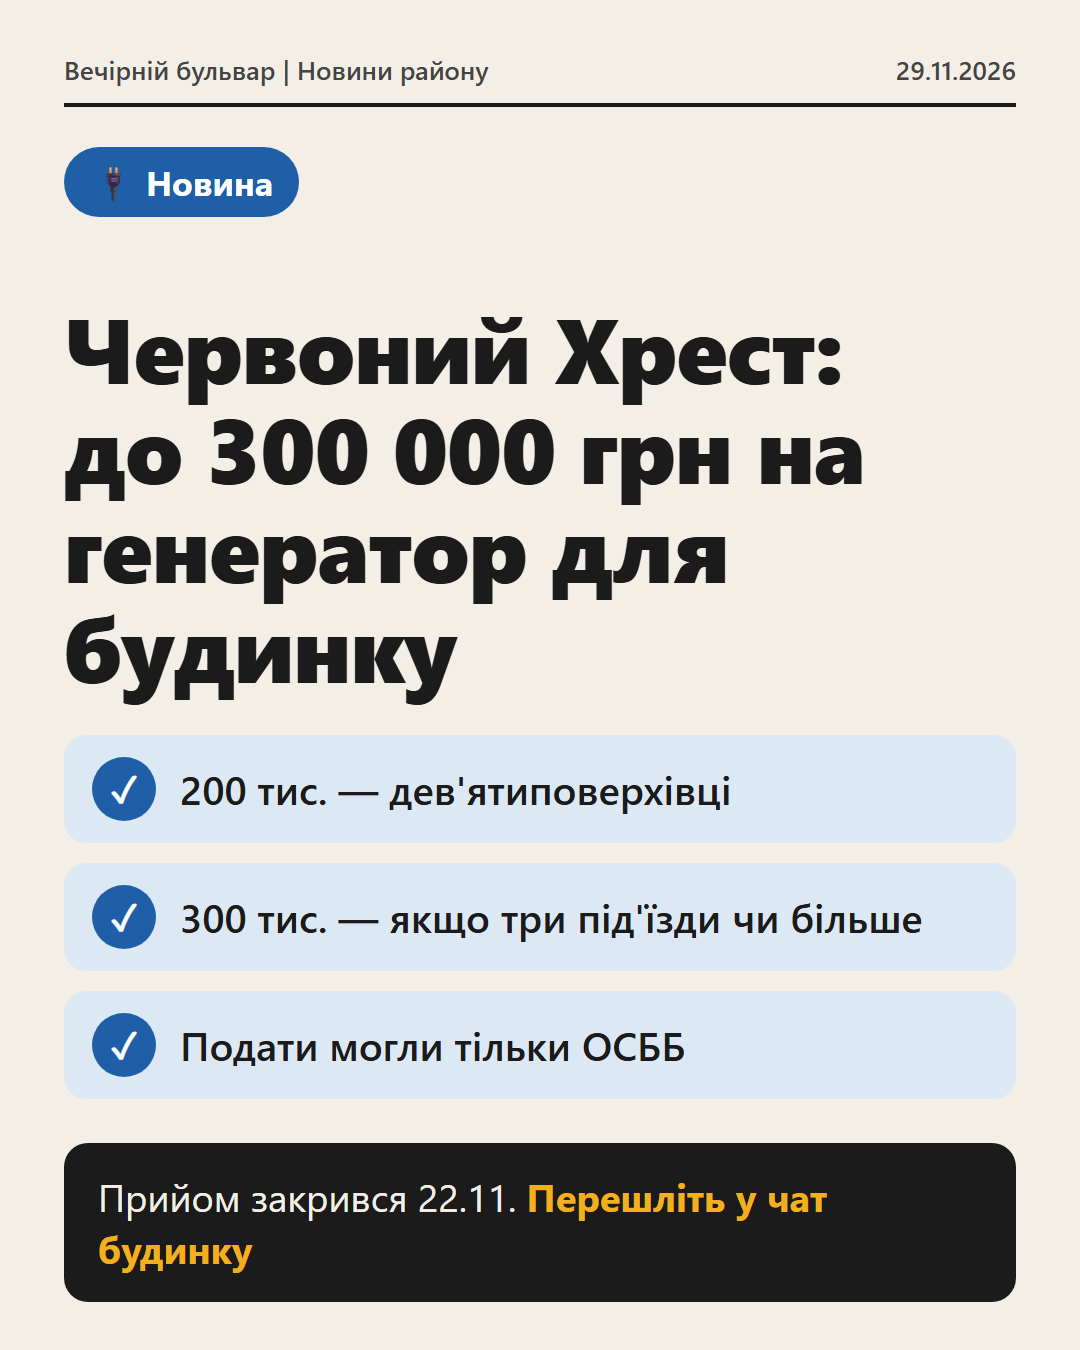 Вечірній бульвар | Новини району
29.11.2026
Новина
Червоний Хрест:
до 300 000 грн на
генератор для
будинку
✓ 200 тис. — дев'ятиповерхівці
✓ 300 тис. — якщо три під'їзди чи більше
✓ Подати могли тільки ОСББ
Прийом закрився 22.11. Перешліть у чат
будинку